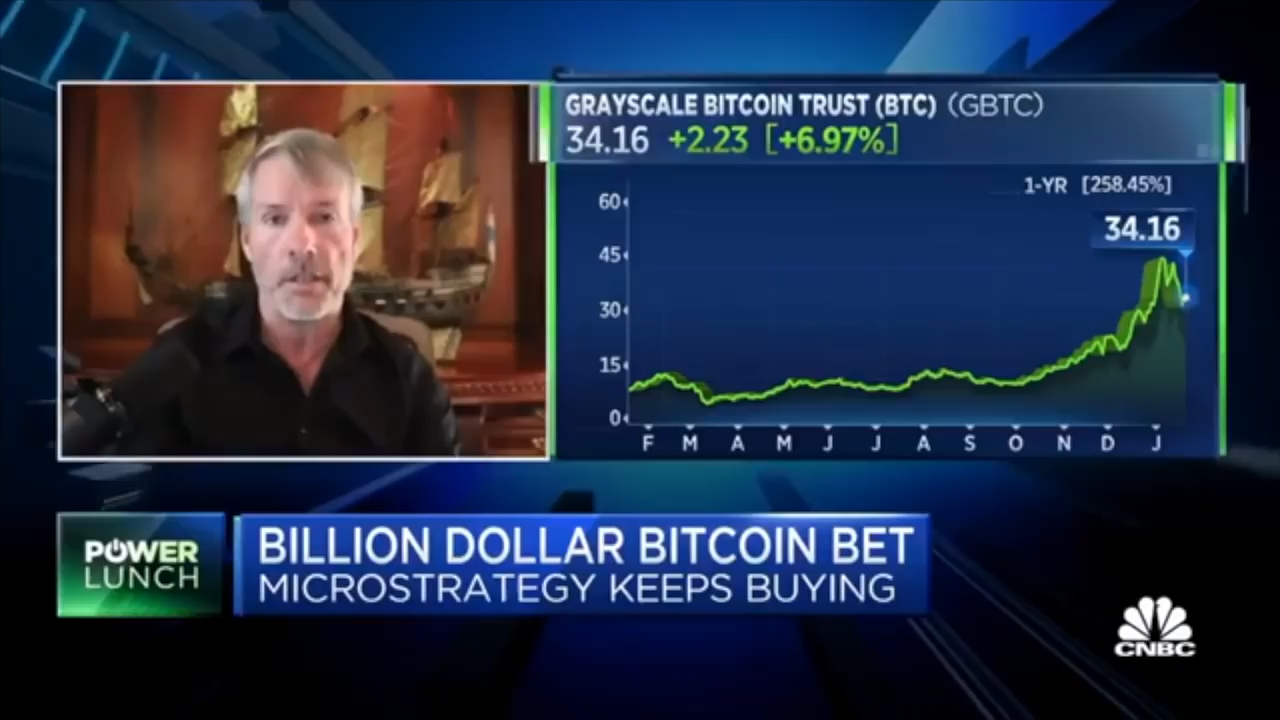 GRAYSCALE BITCOIN TRUST (BTC) (GBTC)
34.16 +2.23 [+6.97%]
1-YR [258.45%]
34.16
60
45
30
15
0
F M A M J J A S O N D J
POWER
LUNCH
BILLION DOLLAR BITCOIN BET
MICROSTRATEGY KEEPS BUYING
CNBC